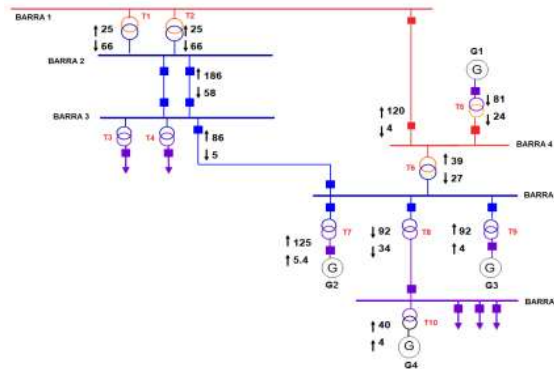 BARRA 1
T1
T2
↑ 25
↓ 66
↑ 25
↓ 66
BARRA 2
↑ 186
↓ 58
BARRA 3
T3
T4
↑ 86
↓ 5
↑ 120
↓ 4
G1
G
↓ 81
↓ 24
BARRA 4
T6
↑ 39
↓ 27
BARRA
T7
↑ 125
↑ 5.4
G
G2
↓ 92
↓ 34
T8
↑ 92
↑ 4
T9
G
G3
BARRA
↑ 40
↑ 4
T10
G
G4